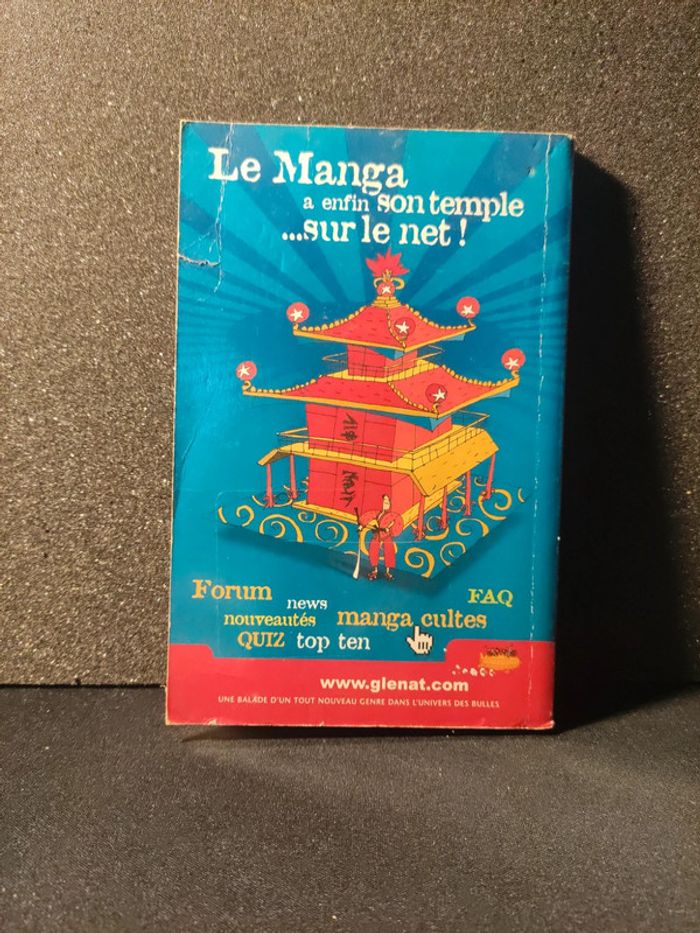 Le Manga
a enfin son temple
...sur le net !
Forum
news
FAQ
nouveautés
manga cultes
QUIZ top ten
www.glenat.com
UNE BALADE D'UN TOUT NOUVEAU GENRE DANS L'UNIVERS DES BULLES